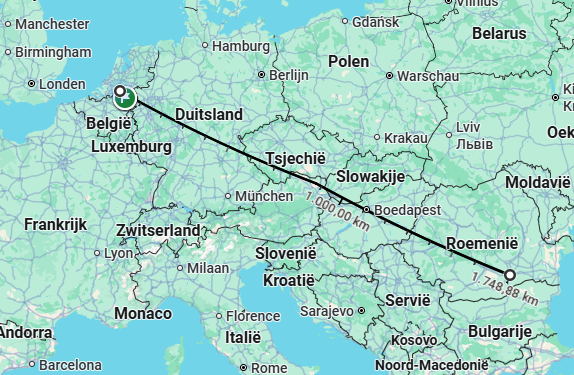 Vilnius
Manchester
Gdańsk
Birmingham
Hamburg
Belarus
Polen
Berlijn
Warschau
Londen
Duitsland
België
Lviv
Львів
Krakau
Luxemburg
Tsjechië
Slowakije
Moldavië
München
1.000,00 km
Boedapest
Frankrijk
Zwitserland
Roemenië
Lyon
Slovenië
Milaan
Kroatië
1.748,88 km
Servië
Monaco
Florence
Sarajevo
Bulgarije
Andorra
Italië
Kosovo
Barcelona
Rome
Noord-Macedonië